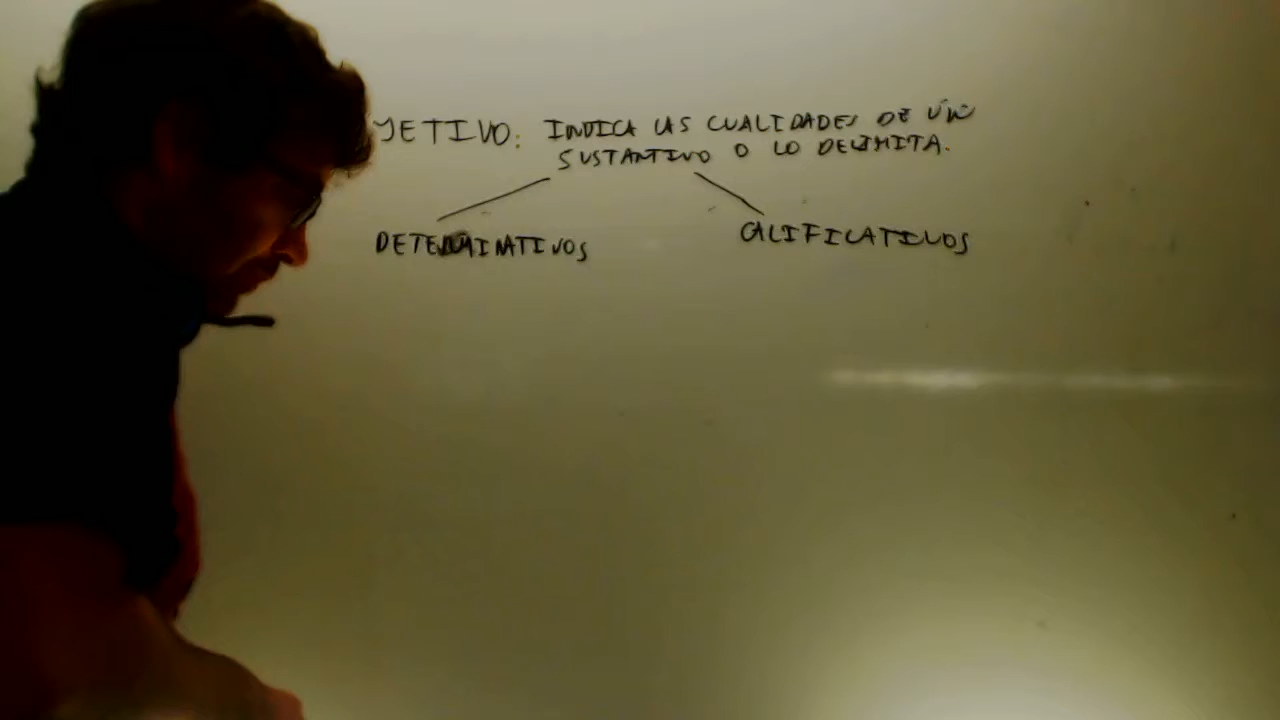 JETIVO: INDICA LAS CUALIDADES DE UN
SUSTANTIVO O LO DELIMITA.
DETERMINATIVOS
CALIFICATIVOS